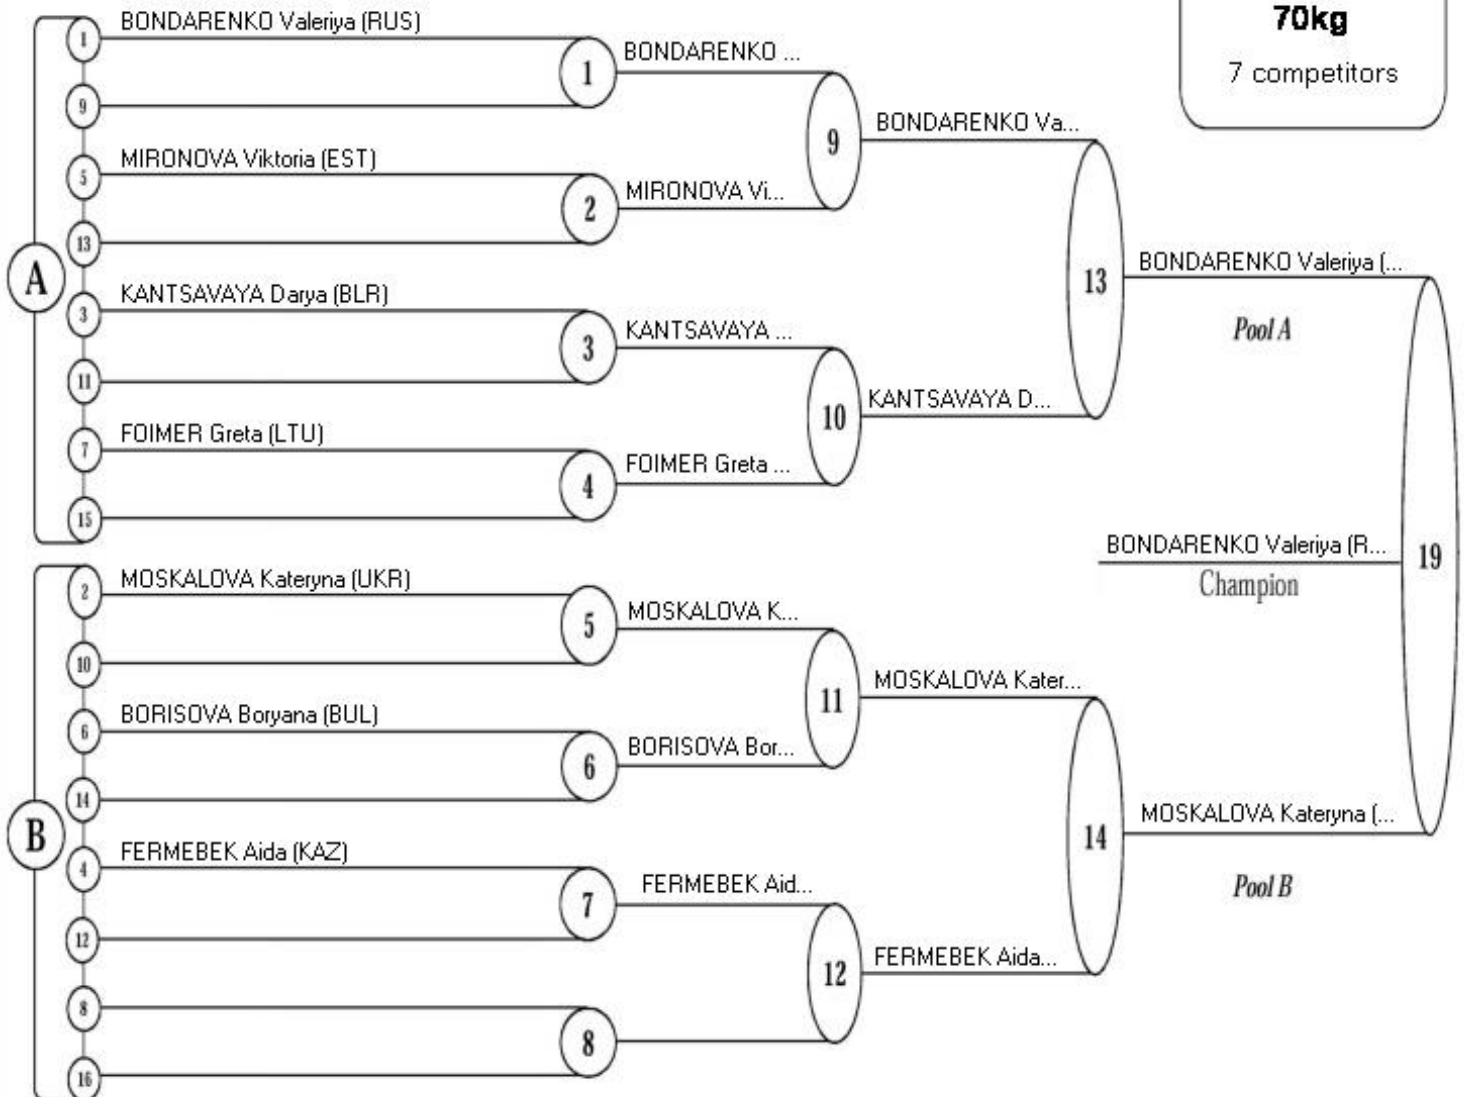 70kg
7 competitors
1
BONDARENKO Valeriya (RUS)
9
1
BONDARENKO ...
5
MIRONOVA Viktoria (EST)
13
2
MIRONOVA Vi...
9
BONDARENKO Va...
A
3
KANTSAVAYA Darya (BLR)
11
3
KANTSAVAYA ...
7
FOIMER Greta (LTU)
15
4
FOIMER Greta ...
10
KANTSAVAYA D...
13
BONDARENKO Valeriya (...
Pool A
2
MOSKALOVA Kateryna (UKR)
10
5
MOSKALOVA K...
6
BORISOVA Boryana (BUL)
14
6
BORISOVA Bor...
11
MOSKALOVA Kater...
B
4
FERMEBEK Aida (KAZ)
12
7
FERMEBEK Aid...
8
16
8
12
FERMEBEK Aida...
14
MOSKALOVA Kateryna (...
Pool B
19
BONDARENKO Valeriya (R...
Champion